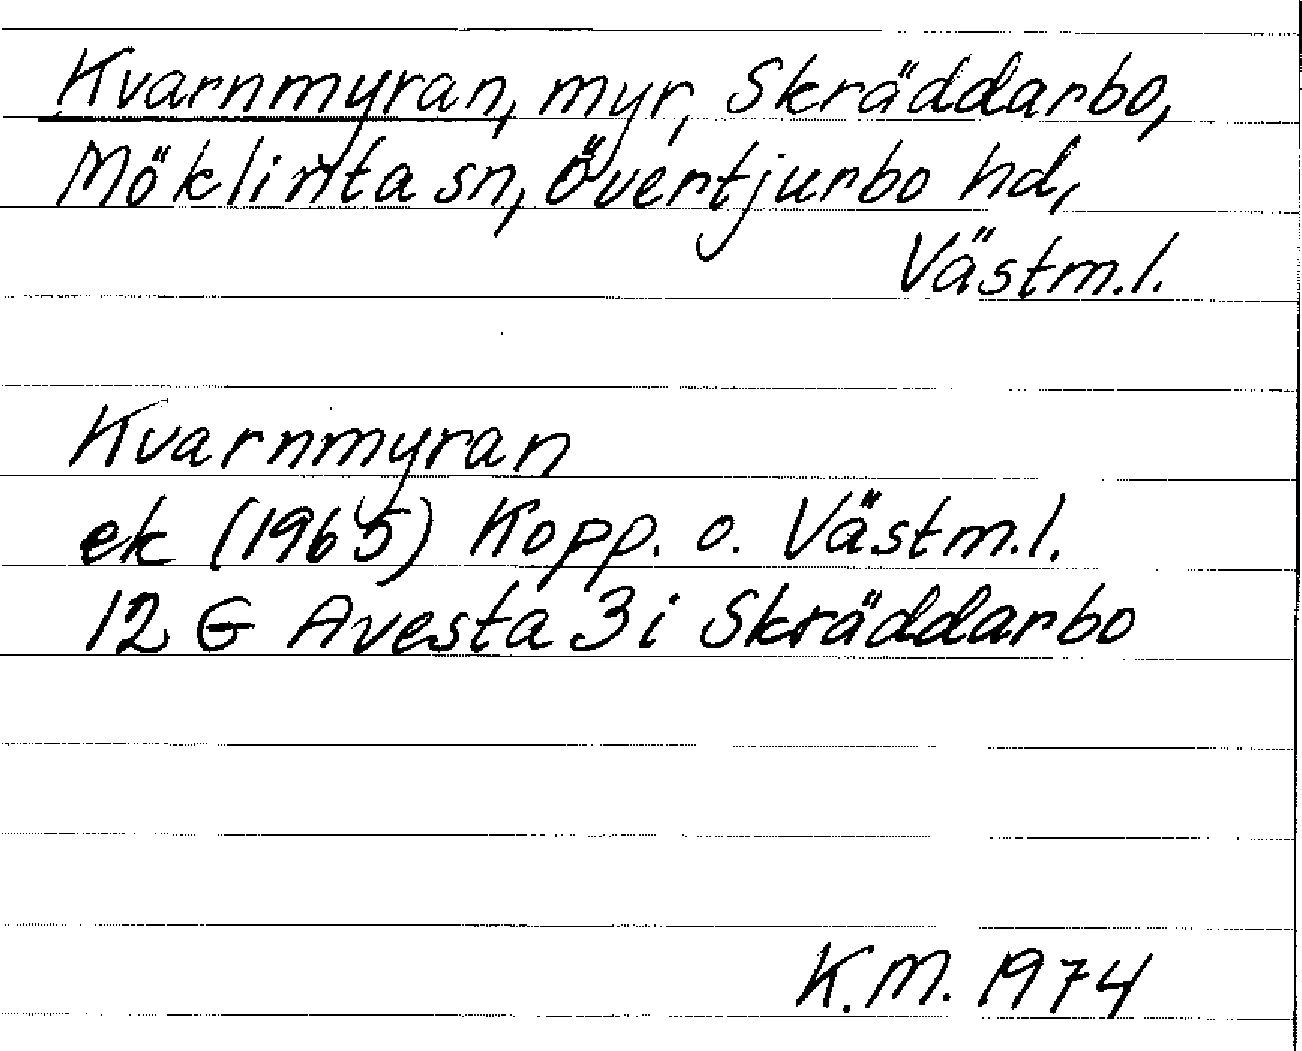 Kvarnmyran, myr, Skräddarbo,
Möklinta sn, Övertjurbo hd,
Västm.l.
Kvarnmyran
ek (1965) Kopp. o. Västm.l.
12 G Avesta 3i Skräddarbo
K.M. 1974